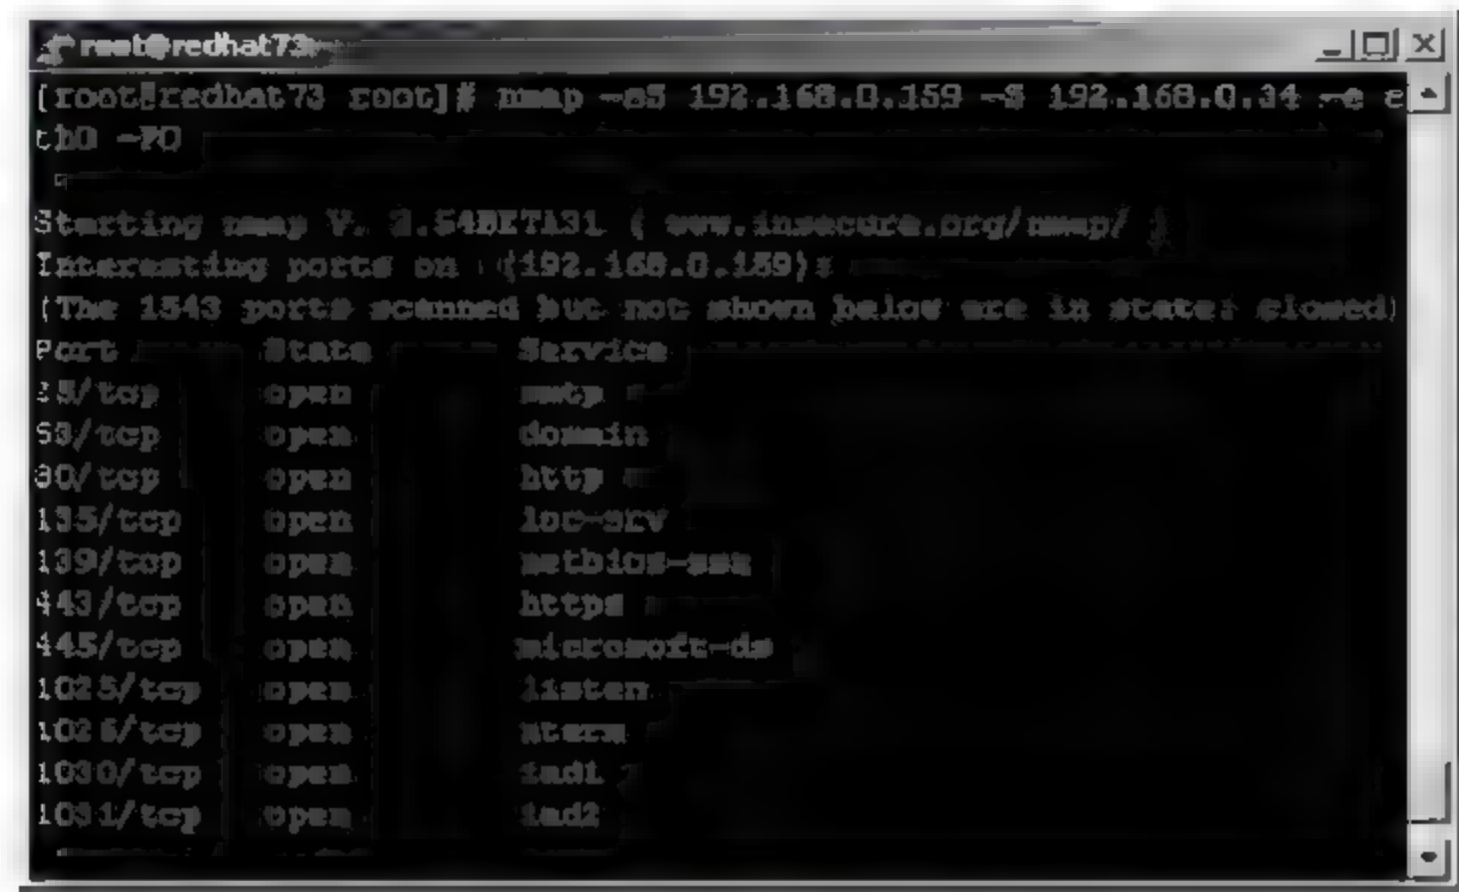 root@redhat73
[root@redhat73 root]# nmap -sS 192.168.0.159 -S 192.168.0.34 -e e
th0 -P0
Starting nmap V. 2.54BETA31 ( www.insecure.org/nmap/ )
Interesting ports on (192.168.0.159):
(The 1543 ports scanned but not shown below are in state: closed)
Port State Service
25/tcp open smtp
53/tcp open domain
80/tcp open http
135/tcp open loc-srv
139/tcp open netbios-ssn
443/tcp open https
445/tcp open microsoft-ds
1025/tcp open listen
1026/tcp open nterm
1030/tcp open iad1
1031/tcp open iad2